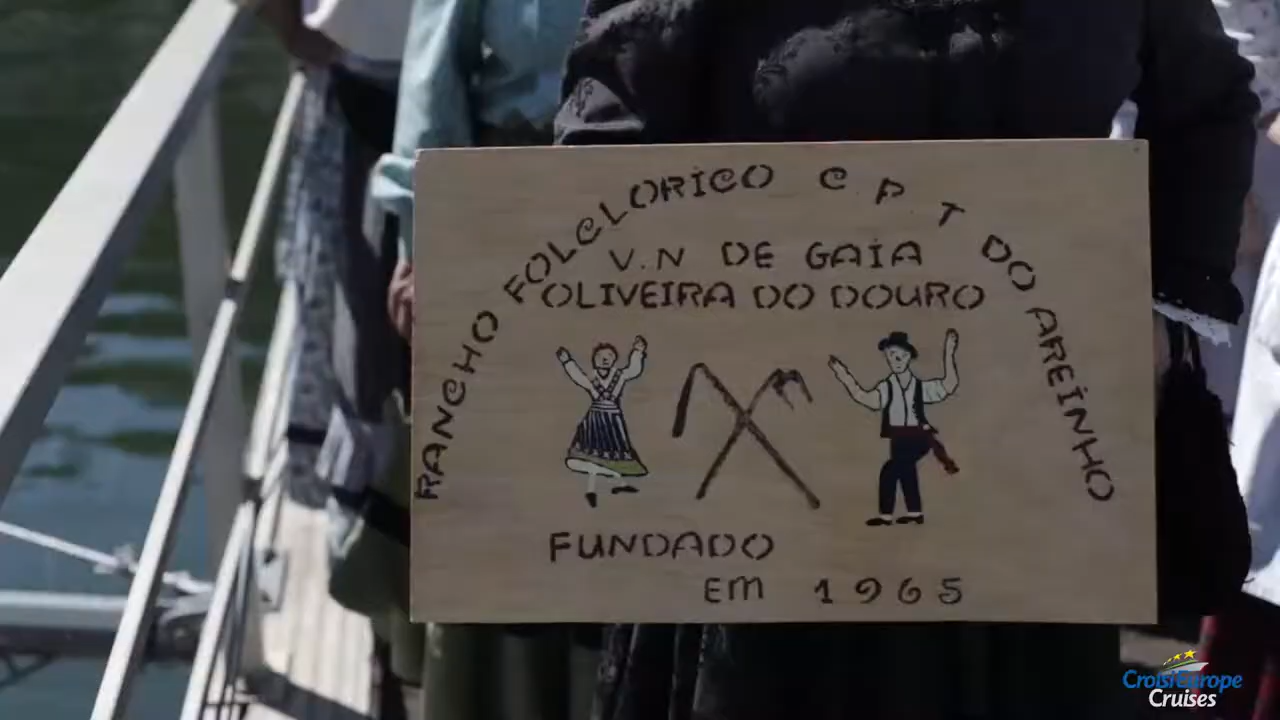 RANCHO FOLCLORICO C P T DO AREINHO
V.N DE GAIA
OLIVEIRA DO DOURO
FUNDADO
EM 1965
CroisiEurope
Cruises